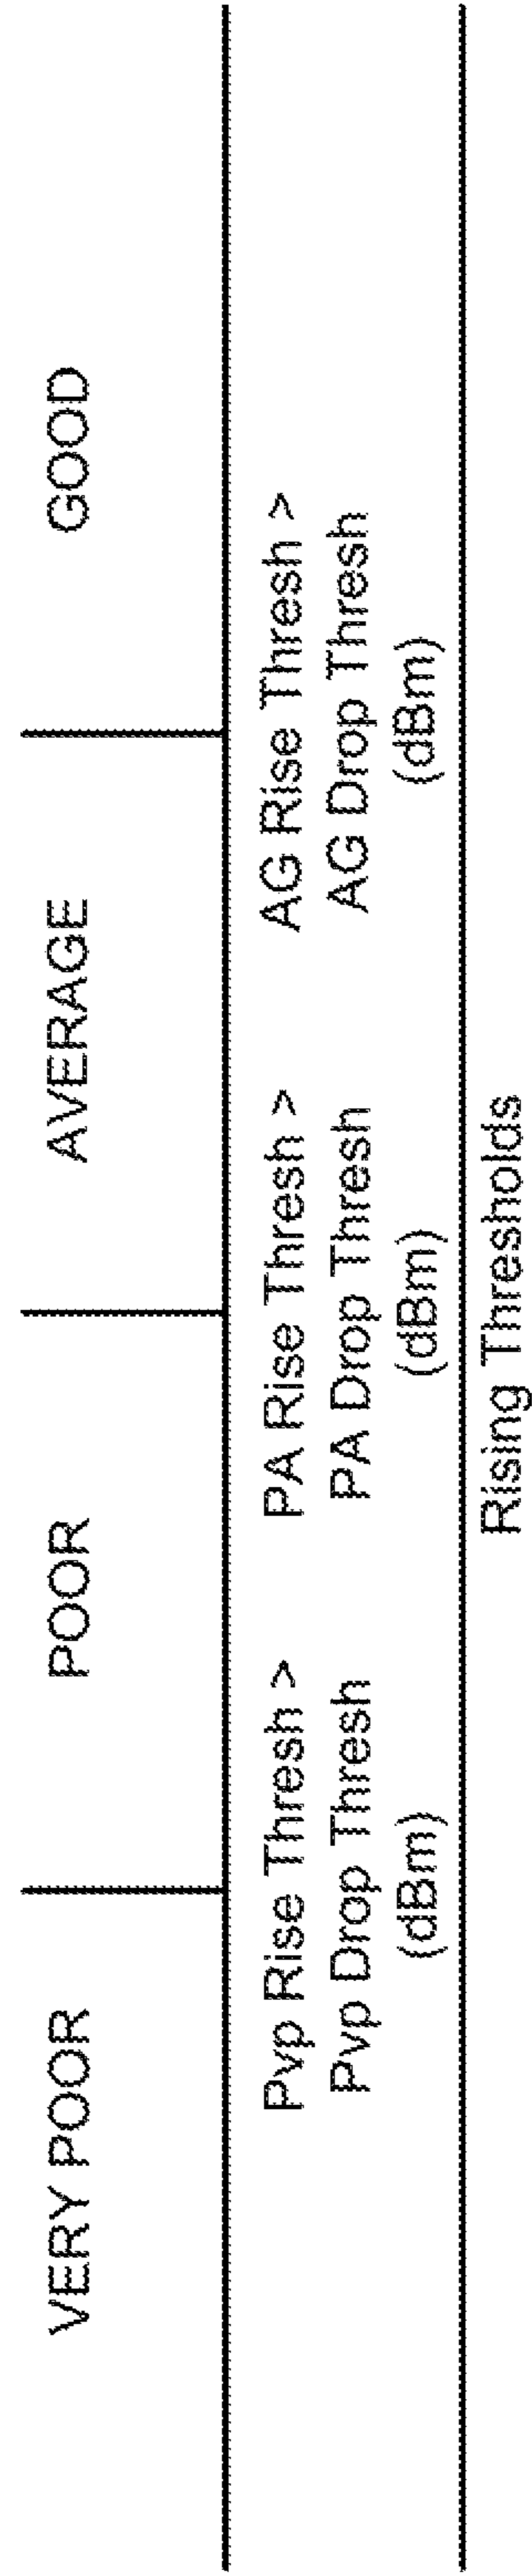 VERY POOR
POOR
AVERAGE
GOOD
Pvp Rise Thresh >
Pvp Drop Thresh
(dBm)
PA Rise Thresh >
PA Drop Thresh
(dBm)
AG Rise Thresh >
AG Drop Thresh
(dBm)
Rising Thresholds